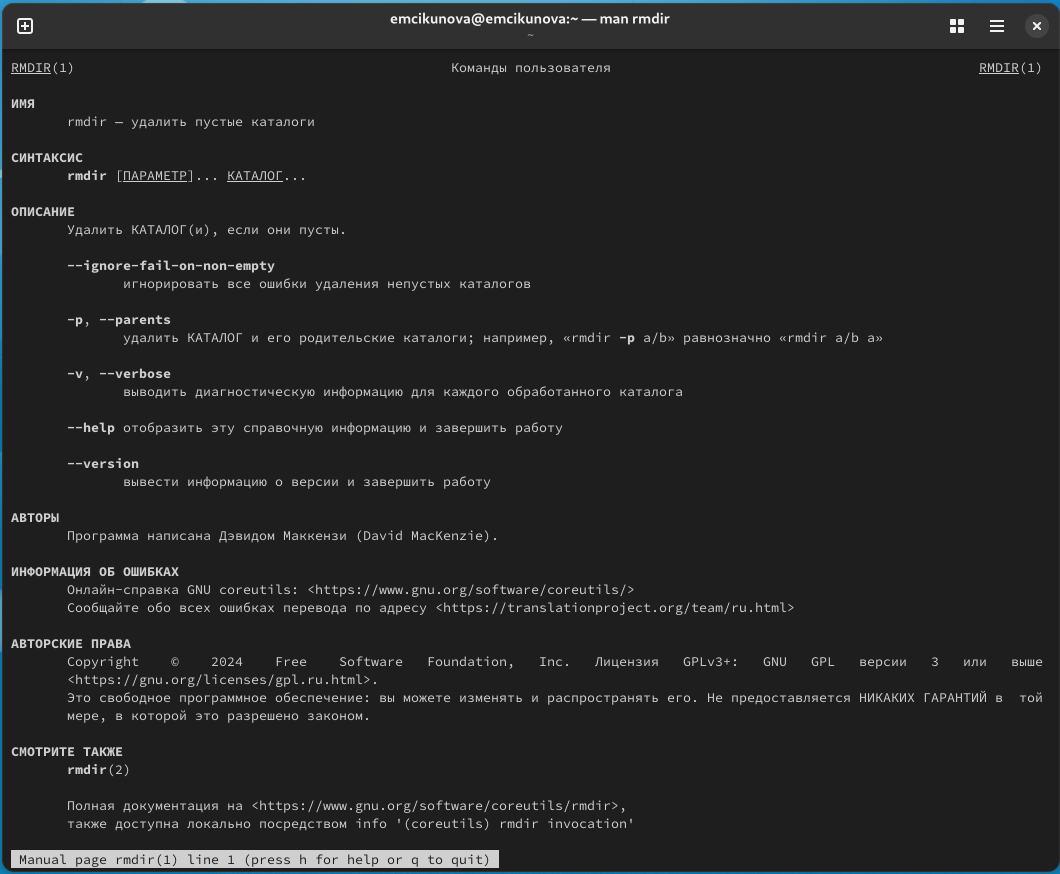 emcikunova@emcikunova:~ — man rmdir
~
RMDIR(1) Команды пользователя RMDIR(1)
ИМЯ
rmdir — удалить пустые каталоги
СИНТАКСИС
rmdir [ПАРАМЕТР]... КАТАЛОГ...
ОПИСАНИЕ
Удалить КАТАЛОГ(и), если они пусты.
--ignore-fail-on-non-empty
игнорировать все ошибки удаления непустых каталогов
-p, --parents
удалить КАТАЛОГ и его родительские каталоги; например, «rmdir -p a/b» равнозначно «rmdir a/b a»
-v, --verbose
выводить диагностическую информацию для каждого обработанного каталога
--help отобразить эту справочную информацию и завершить работу
--version
вывести информацию о версии и завершить работу
АВТОРЫ
Программа написана Дэвидом Маккензи (David MacKenzie).
ИНФОРМАЦИЯ ОБ ОШИБКАХ
Онлайн-справка GNU coreutils: <https://www.gnu.org/software/coreutils/>
Сообщайте обо всех ошибках перевода по адресу <https://translationproject.org/team/ru.html>
АВТОРСКИЕ ПРАВА
Copyright © 2024 Free Software Foundation, Inc. Лицензия GPLv3+: GNU GPL версии 3 или выше
<https://gnu.org/licenses/gpl.ru.html>.
Это свободное программное обеспечение: вы можете изменять и распространять его. Не предоставляется НИКАКИХ ГАРАНТИЙ в той
мере, в которой это разрешено законом.
СМОТРИТЕ ТАКЖЕ
rmdir(2)
Полная документация на <https://www.gnu.org/software/coreutils/rmdir>,
также доступна локально посредством info '(coreutils) rmdir invocation'
Manual page rmdir(1) line 1 (press h for help or q to quit)